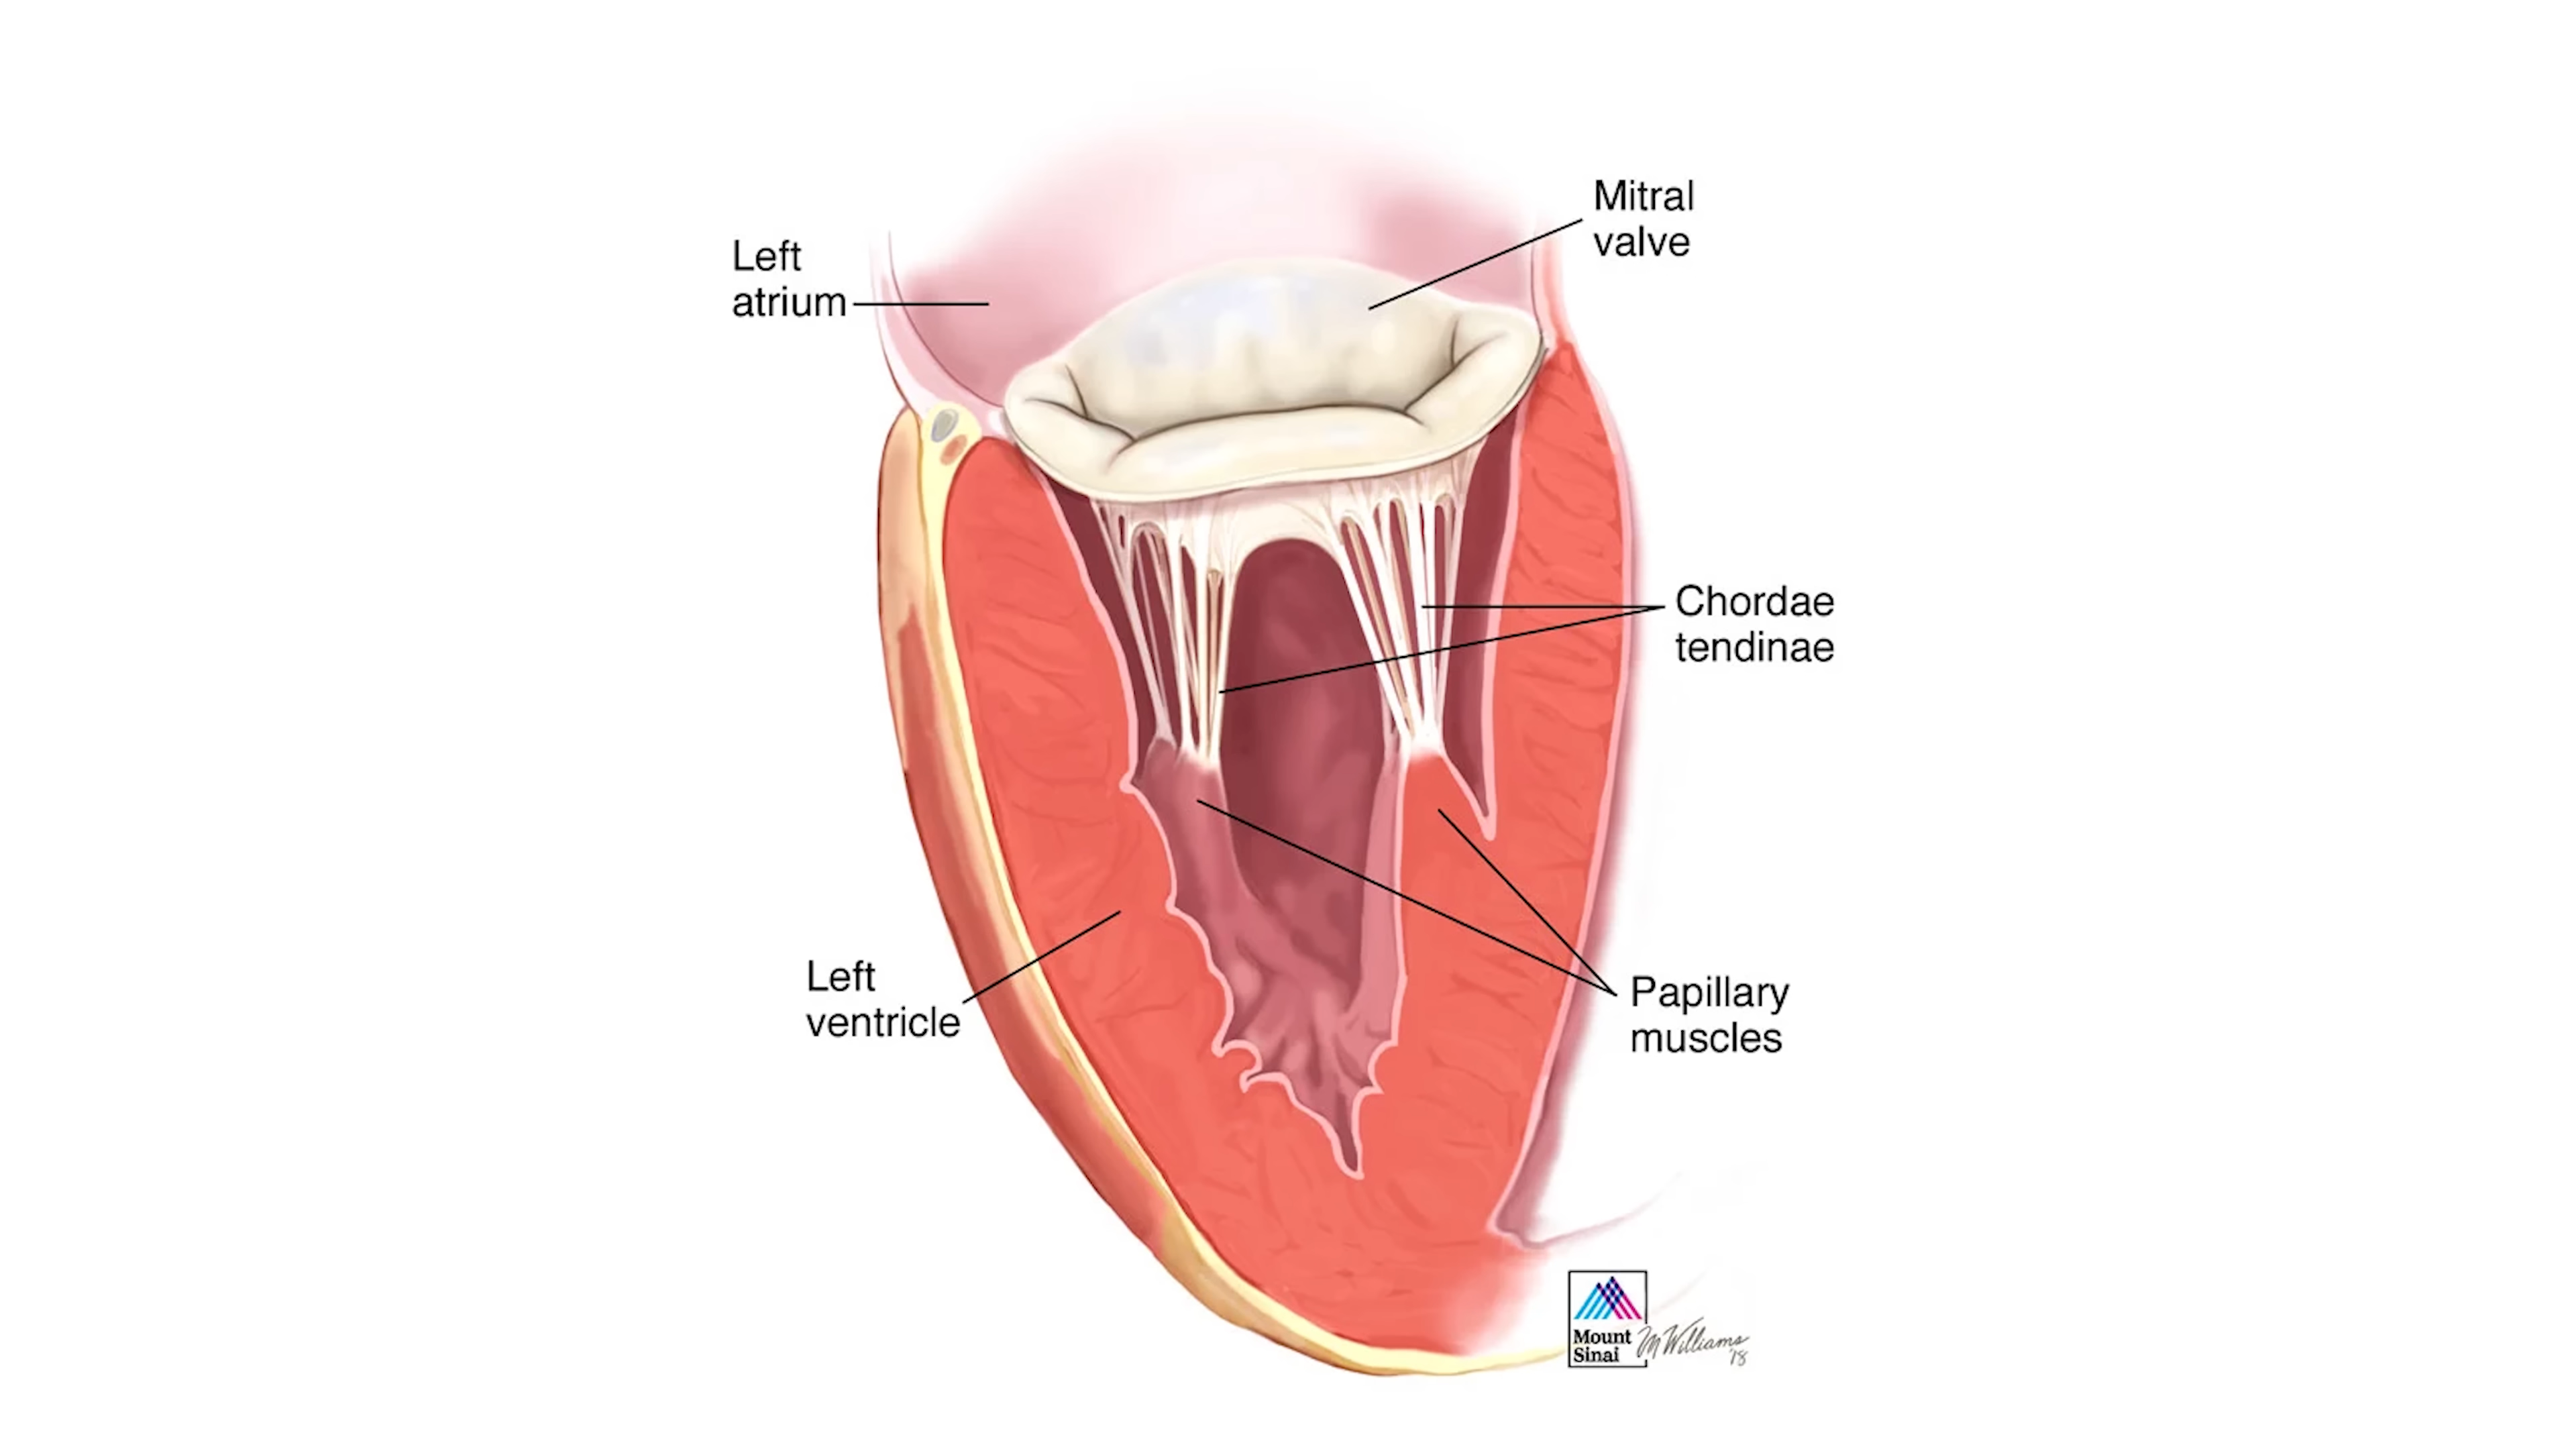 Mitral
valve
Left
atrium
Chordae
tendinae
Left
ventricle
Papillary
muscles
Mount
Sinai
M Williams
'18